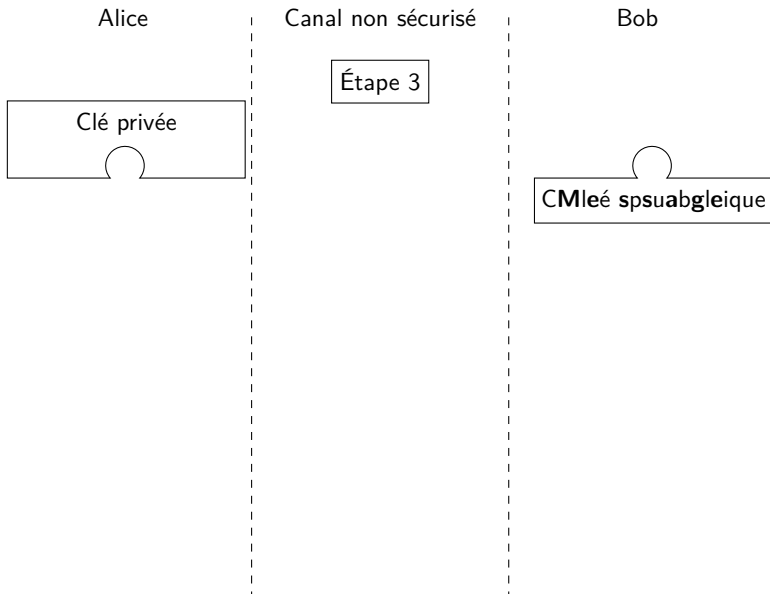 Alice
Canal non sécurisé
Bob
Étape 3
Clé privée
CMleé spsuabgleique